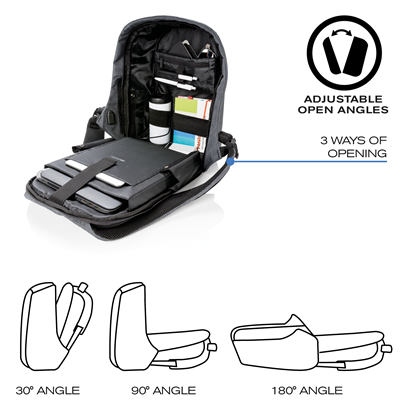 ADJUSTABLE
OPEN ANGLES
3 WAYS OF
OPENING
30° ANGLE
90° ANGLE
180° ANGLE